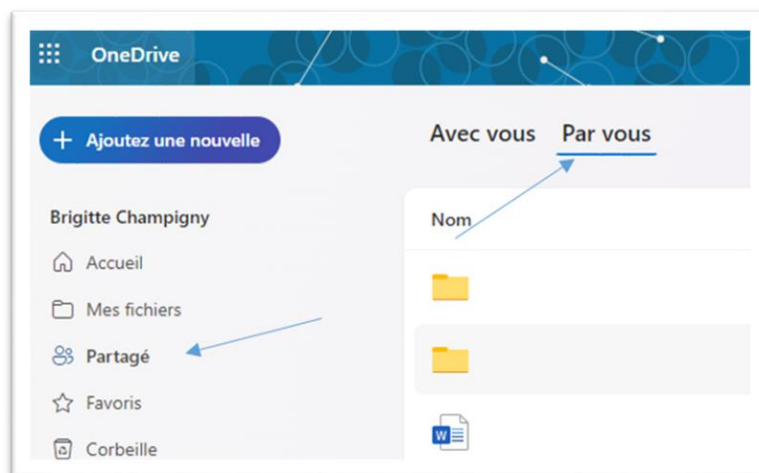 OneDrive
+ Ajoutez une nouvelle
Avec vous Par vous
Brigitte Champigny
Nom
Accueil
Mes fichiers
Partagé
Favoris
W
Corbeille